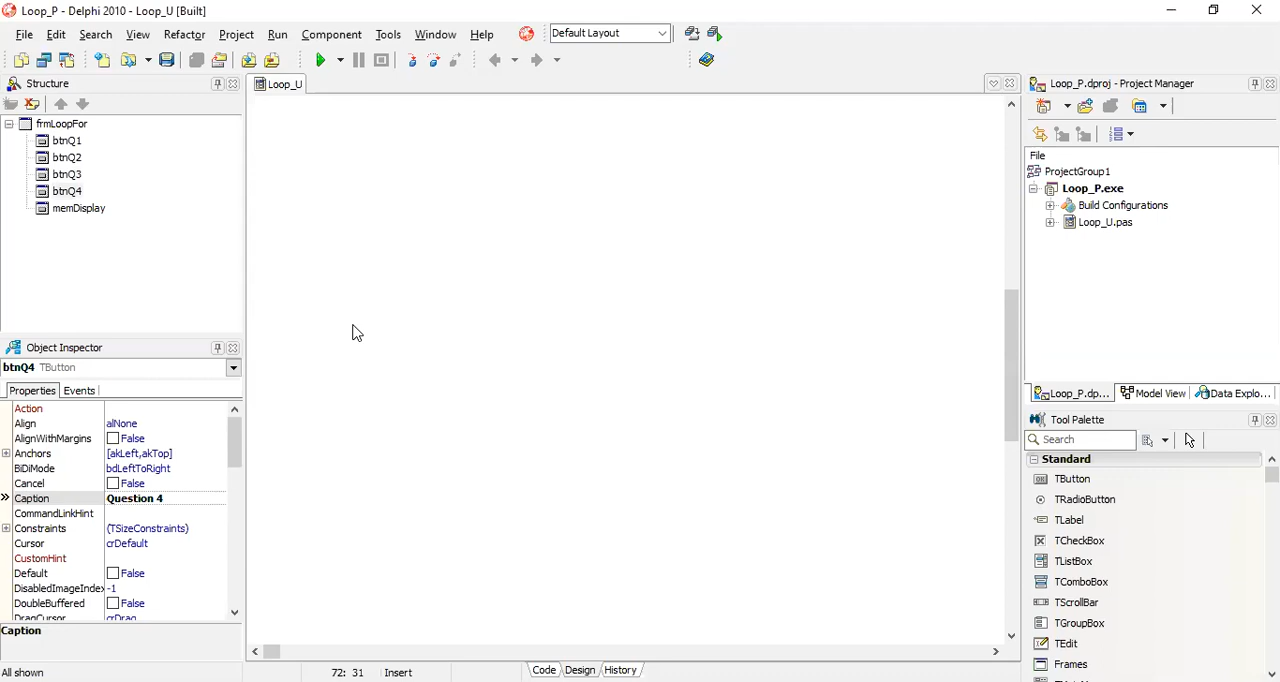 Loop_P - Delphi 2010 - Loop_U [Built]
File Edit Search View Refactor Project Run Component Tools Window Help
Default Layout
Structure
frmLoopFor
btnQ1
btnQ2
btnQ3
btnQ4
memDisplay
Object Inspector
btnQ4 TButton
Properties Events
Action
Align alNone
AlignWithMargins False
Anchors [akLeft,akTop]
BiDiMode bdLeftToRight
Cancel False
Caption Question 4
CommandLinkHint
Constraints (TSizeConstraints)
Cursor crDefault
CustomHint
Default False
DisabledImageIndex -1
DoubleBuffered False
DragCursor crDrag
Caption
All shown
Loop_U
72: 31 Insert
Code Design History
Loop_P.dproj - Project Manager
File
ProjectGroup1
Loop_P.exe
Build Configurations
Loop_U.pas
Loop_P.dp... Model View Data Explo...
Tool Palette
Search
Standard
TButton
TRadioButton
TLabel
TCheckBox
TListBox
TComboBox
TScrollBar
TGroupBox
TEdit
Frames